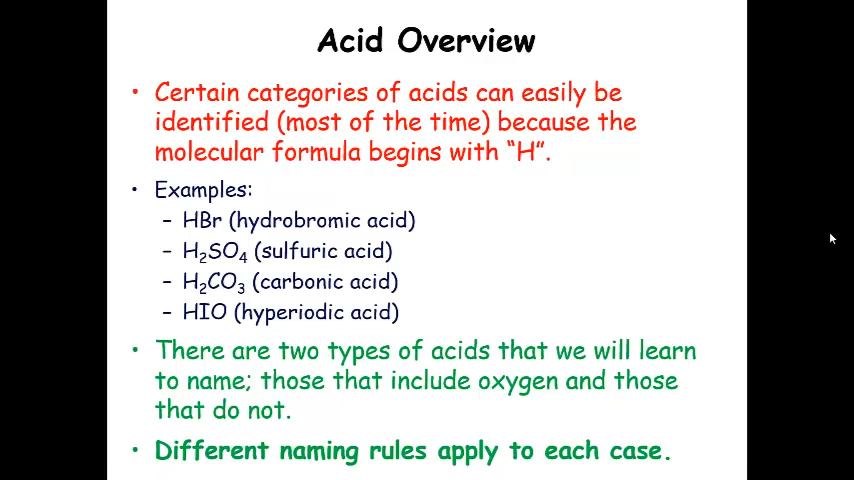 Acid Overview
• Certain categories of acids can easily be
identified (most of the time) because the
molecular formula begins with “H”.
• Examples:
– HBr (hydrobromic acid)
– H₂SO₄ (sulfuric acid)
– H₂CO₃ (carbonic acid)
– HIO (hyperiodic acid)
• There are two types of acids that we will learn
to name; those that include oxygen and those
that do not.
• Different naming rules apply to each case.